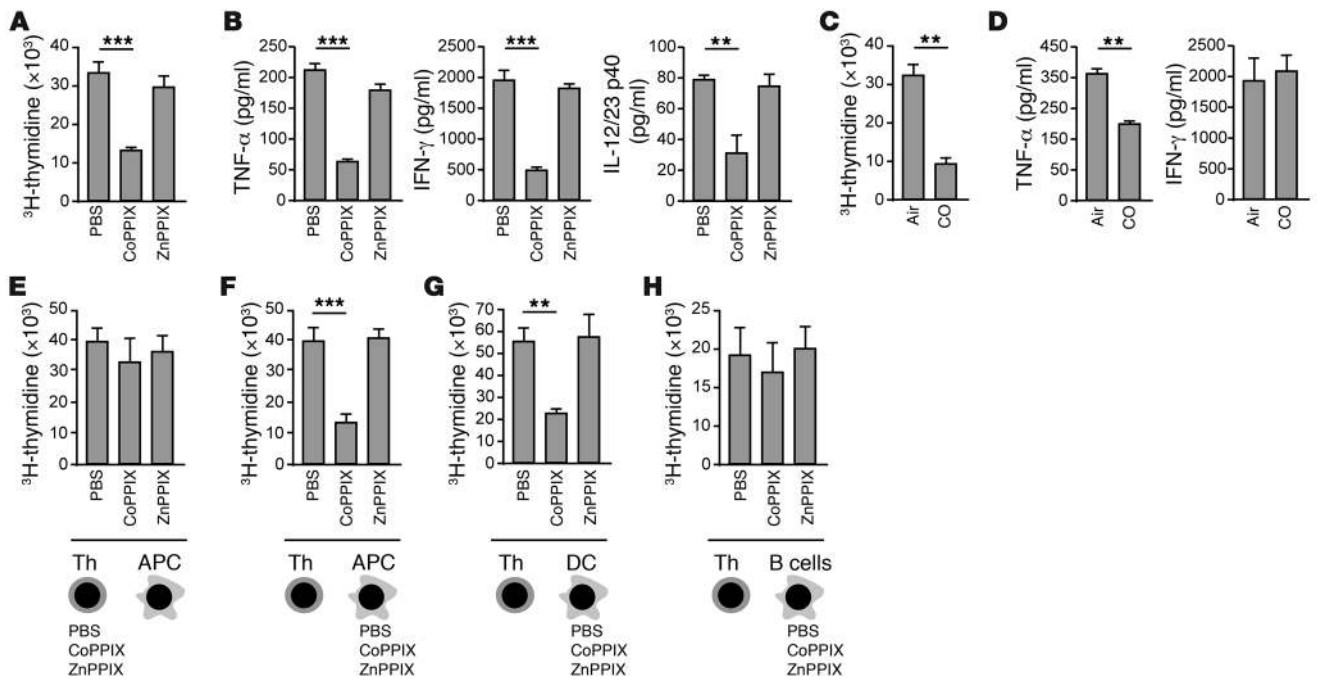 A
³H-thymidine (×10³)
40
30
20
10
0
***
PBS
CoPPIX
ZnPPIX
B
TNF-α (pg/ml)
250
200
150
100
50
0
***
PBS
CoPPIX
ZnPPIX
IFN-γ (pg/ml)
2500
2000
1500
1000
500
0
***
PBS
CoPPIX
ZnPPIX
IL-12/23 p40
(pg/ml)
80
60
40
20
0
**
PBS
CoPPIX
ZnPPIX
C
³H-thymidine (×10³)
40
30
20
10
0
**
Air
CO
D
TNF-α (pg/ml)
450
350
250
150
0
**
Air
CO
IFN-γ (pg/ml)
2500
2000
1500
1000
500
0
Air
CO
E
³H-thymidine (×10³)
50
40
30
20
10
0
PBS
CoPPIX
ZnPPIX
Th APC
PBS
CoPPIX
ZnPPIX
F
³H-thymidine (×10³)
50
40
30
20
10
0
***
PBS
CoPPIX
ZnPPIX
Th APC
PBS
CoPPIX
ZnPPIX
G
³H-thymidine (×10³)
70
60
50
40
30
20
10
0
**
PBS
CoPPIX
ZnPPIX
Th DC
PBS
CoPPIX
ZnPPIX
H
³H-thymidine (×10³)
25
20
15
10
5
0
PBS
CoPPIX
ZnPPIX
Th B cells
PBS
CoPPIX
ZnPPIX